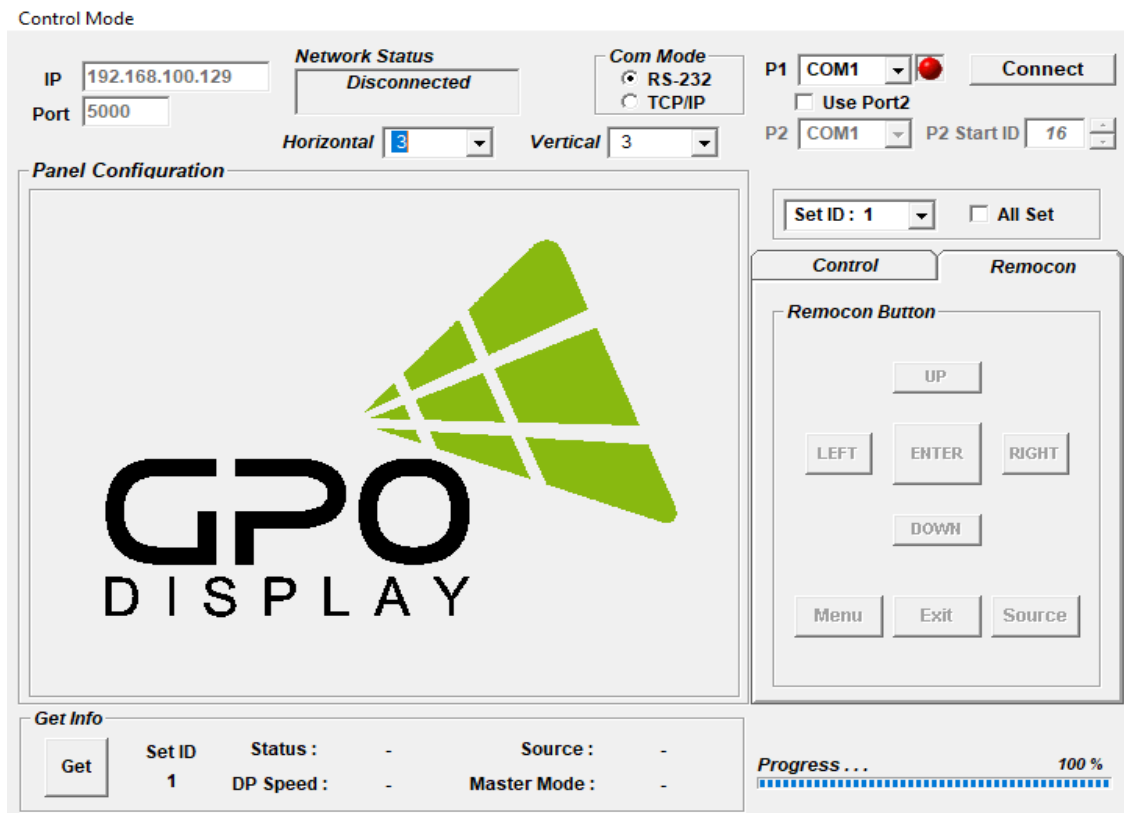 Control Mode
IP 192.168.100.129
Port 5000
Network Status
Disconnected
Com Mode
RS-232
TCP/IP
Horizontal 3 Vertical 3
P1 COM1 Connect
Use Port2
P2 COM1 P2 Start ID 16
Panel Configuration
GPO
DISPLAY
Set ID : 1 All Set
Control Remocon
Remocon Button
UP
LEFT ENTER RIGHT
DOWN
Menu Exit Source
Get Info
Get
Set ID
1
Status : - Source : -
DP Speed : - Master Mode : -
Progress . . . 100 %